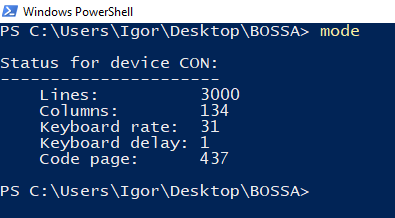 Windows PowerShell
PS C:\Users\Igor\Desktop\BOSSA> mode
Status for device CON:
----------------------
Lines: 3000
Columns: 134
Keyboard rate: 31
Keyboard delay: 1
Code page: 437
PS C:\Users\Igor\Desktop\BOSSA>